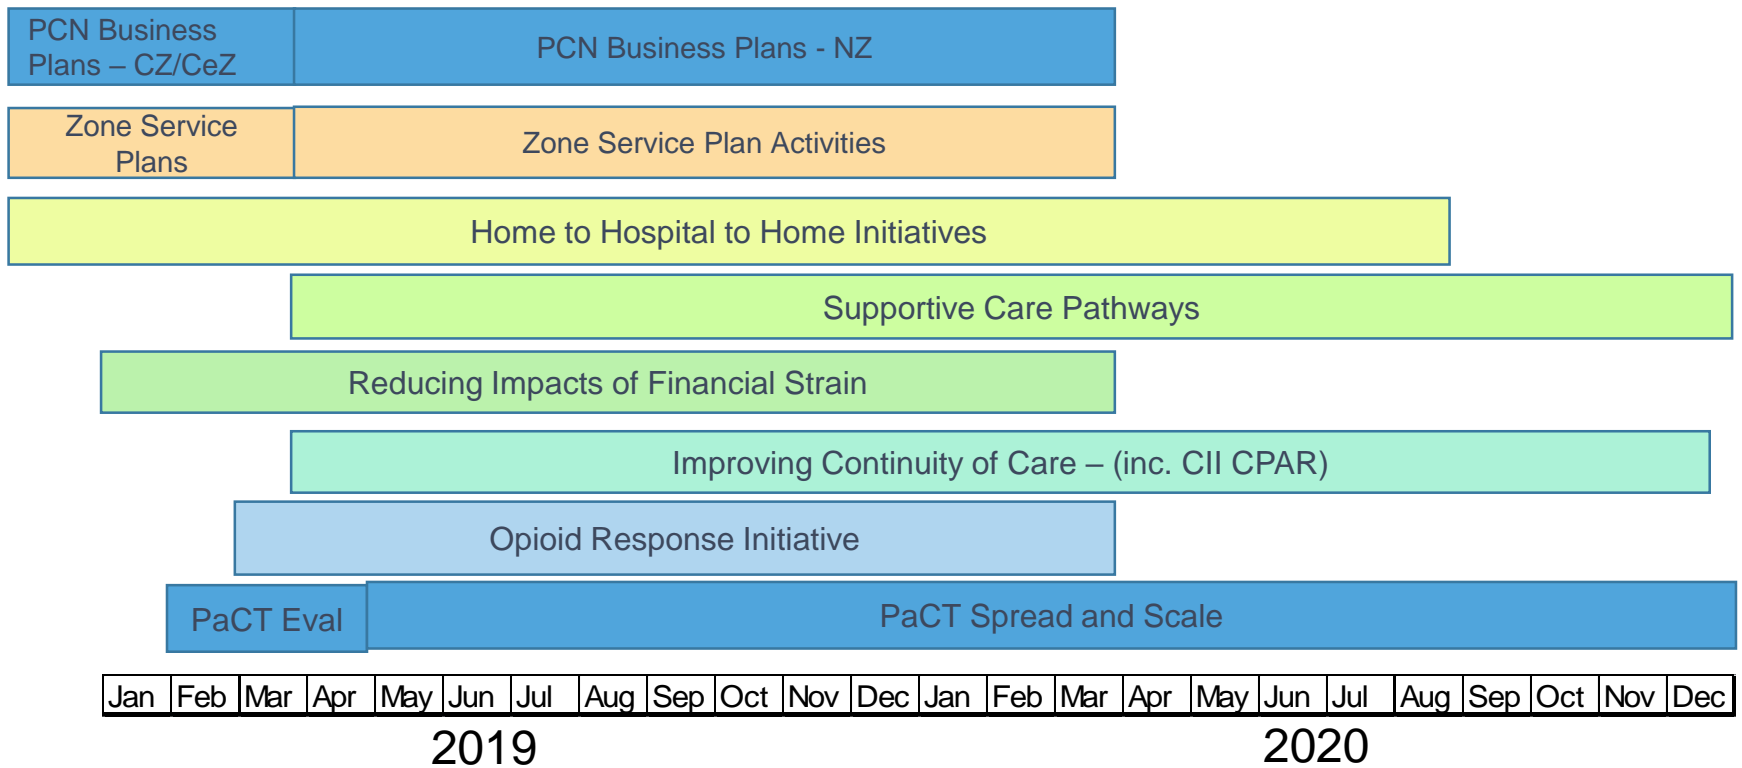 PCN Business
Plans – CZ/CeZ
PCN Business Plans - NZ
Zone Service
Plans
Zone Service Plan Activities
Home to Hospital to Home Initiatives
Supportive Care Pathways
Reducing Impacts of Financial Strain
Improving Continuity of Care – (inc. CII CPAR)
Opioid Response Initiative
PaCT Eval
PaCT Spread and Scale
Jan Feb Mar Apr May Jun Jul Aug Sep Oct Nov Dec Jan Feb Mar Apr May Jun Jul Aug Sep Oct Nov Dec
2019 2020